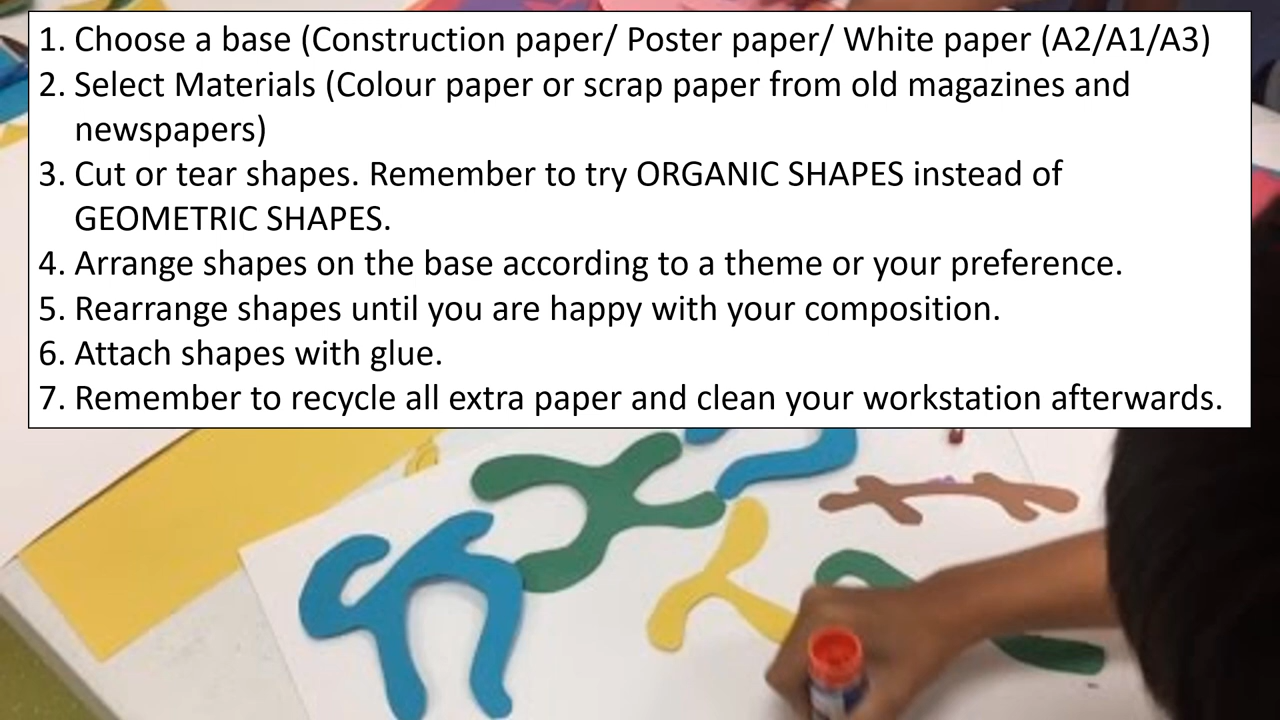 1. Choose a base (Construction paper/ Poster paper/ White paper (A2/A1/A3)
2. Select Materials (Colour paper or scrap paper from old magazines and
newspapers)
3. Cut or tear shapes. Remember to try ORGANIC SHAPES instead of
GEOMETRIC SHAPES.
4. Arrange shapes on the base according to a theme or your preference.
5. Rearrange shapes until you are happy with your composition.
6. Attach shapes with glue.
7. Remember to recycle all extra paper and clean your workstation afterwards.